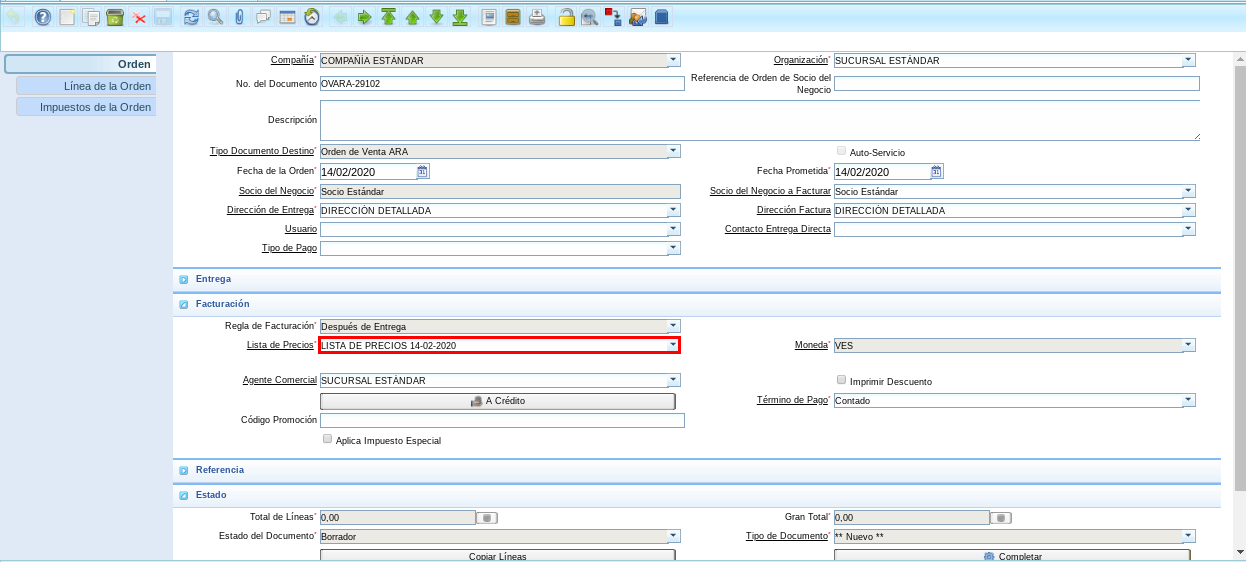 Orden
Línea de la Orden
Impuestos de la Orden
Compañía* COMPAÑÍA ESTÁNDAR
Organización* SUCURSAL ESTÁNDAR
No. del Documento OVARA-29102
Referencia de Orden de Socio del
Negocio
Descripción
Tipo Documento Destino* Orden de Venta ARA
Auto-Servicio
Fecha de la Orden* 14/02/2020
Fecha Prometida* 14/02/2020
Socio del Negocio* Socio Estándar
Socio del Negocio a Facturar Socio Estándar
Dirección de Entrega* DIRECCIÓN DETALLADA
Dirección Factura DIRECCIÓN DETALLADA
Usuario
Contacto Entrega Directa
Tipo de Pago
Entrega
Facturación
Regla de Facturación* Después de Entrega
Lista de Precios* LISTA DE PRECIOS 14-02-2020
Moneda* VES
Agente Comercial SUCURSAL ESTÁNDAR
Imprimir Descuento
A Crédito
Término de Pago* Contado
Código Promoción
Aplica Impuesto Especial
Referencia
Estado
Total de Líneas* 0,00
Gran Total* 0,00
Estado del Documento* Borrador
Tipo de Documento* ** Nuevo **
Copiar Líneas
Completar